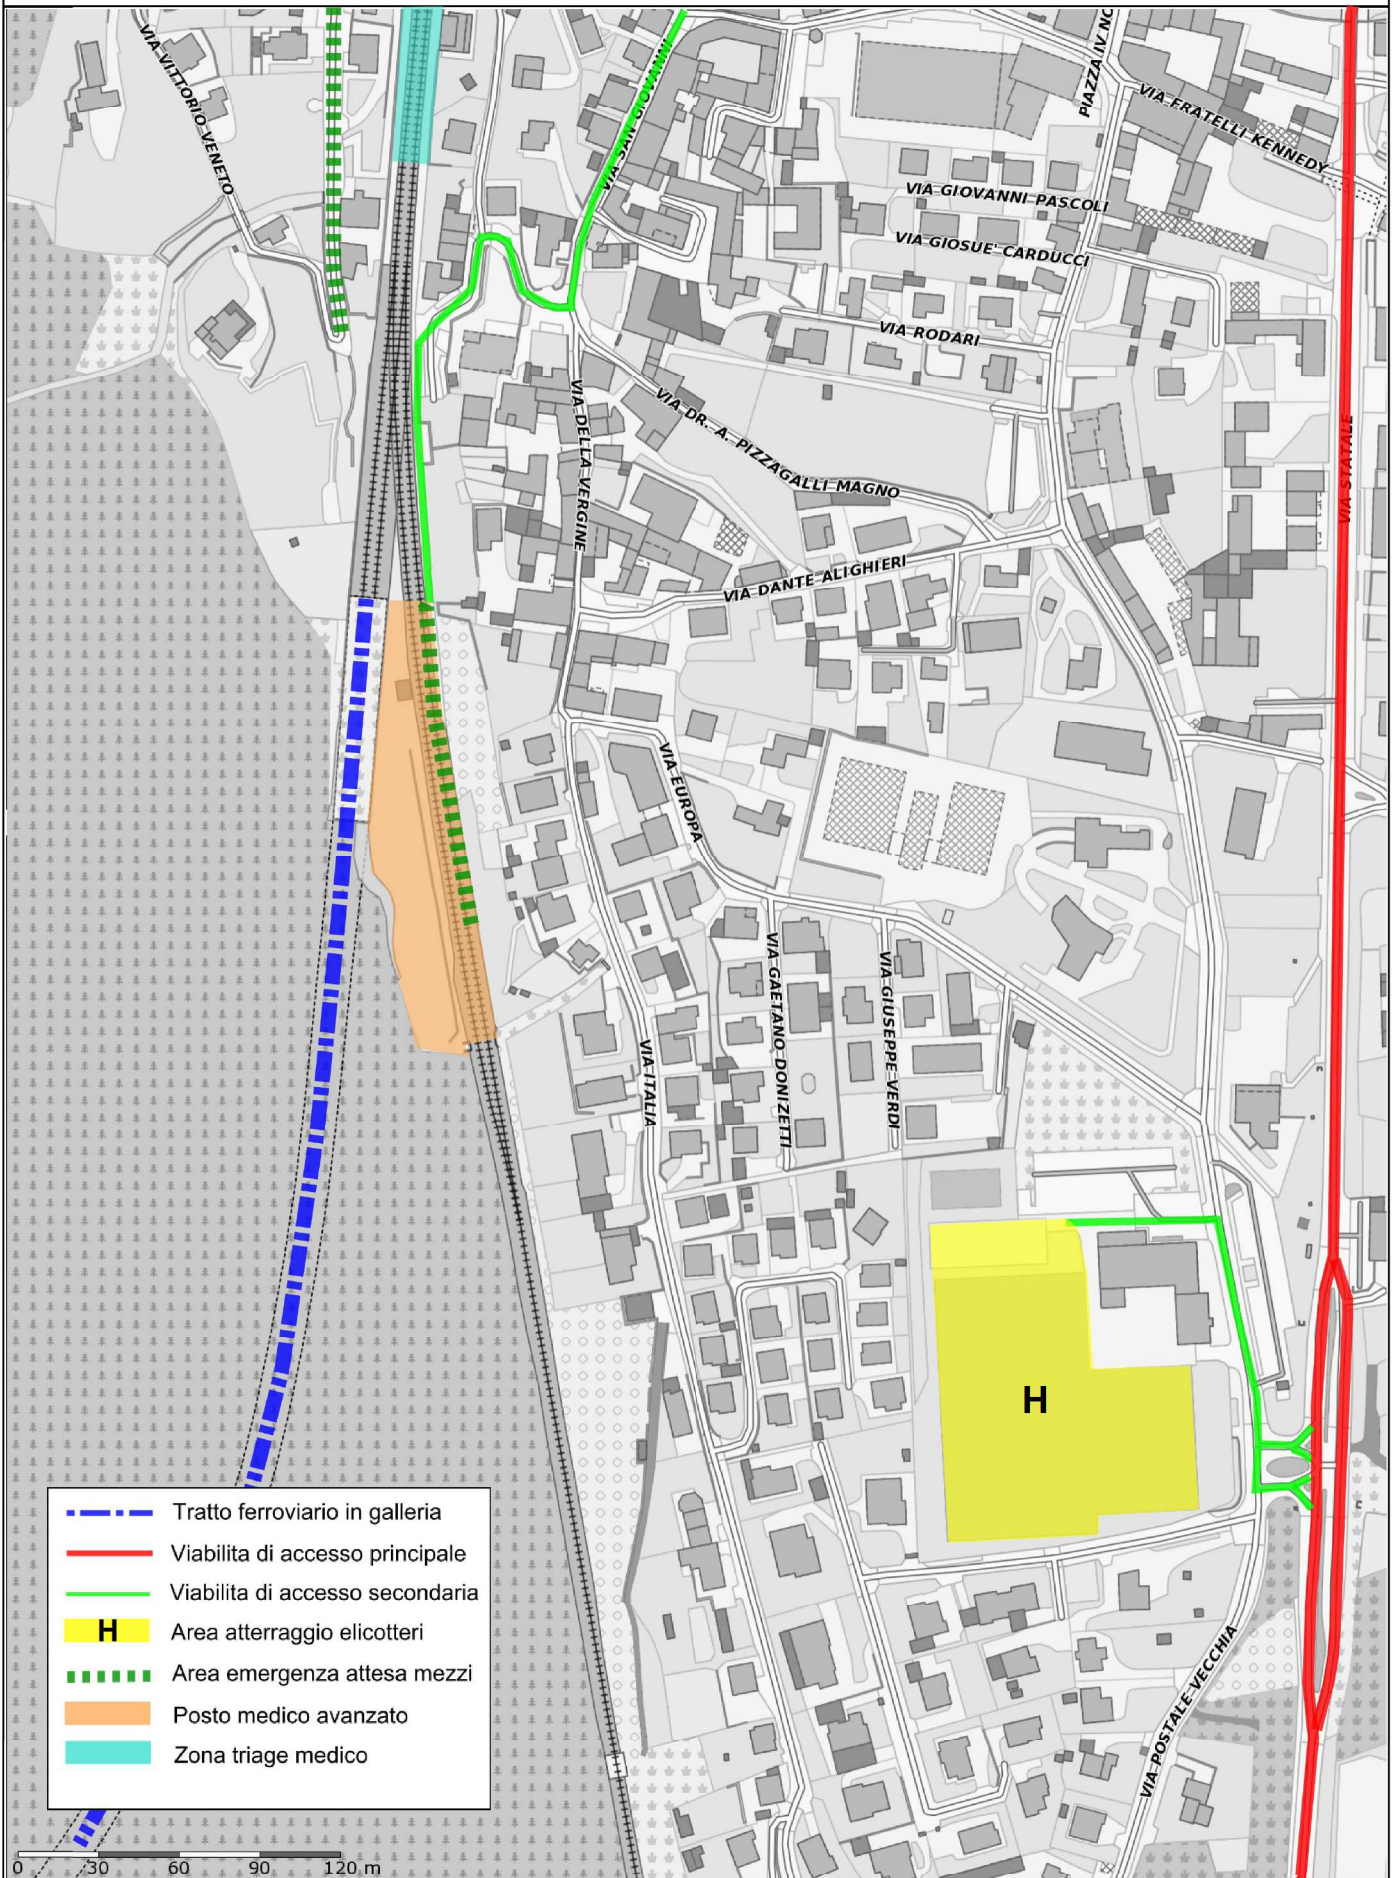 VIA VITTORIO VENETO
VIA SAN GIOVANNI
PIAZZA IV NO
VIA FRATELLI KENNEDY
VIA GIOVANNI PASCOLI
VIA GIOSUE' CARDUCCI
VIA RODARI
VIA STATALE
VIA DELLA VERGINE
VIA DR. A. PIZZAGALLI MAGNO
VIA DANTE ALIGHIERI
VIA EUROPA
VIA GAETANO DONIZETTI
VIA GIUSEPPE VERDI
VIA ITALIA
H
VIA POSTALE VECCHIA
Tratto ferroviario in galleria
Viabilita di accesso principale
Viabilita di accesso secondaria
H Area atterraggio elicotteri
Area emergenza attesa mezzi
Posto medico avanzato
Zona triage medico
0 30 60 90 120 m